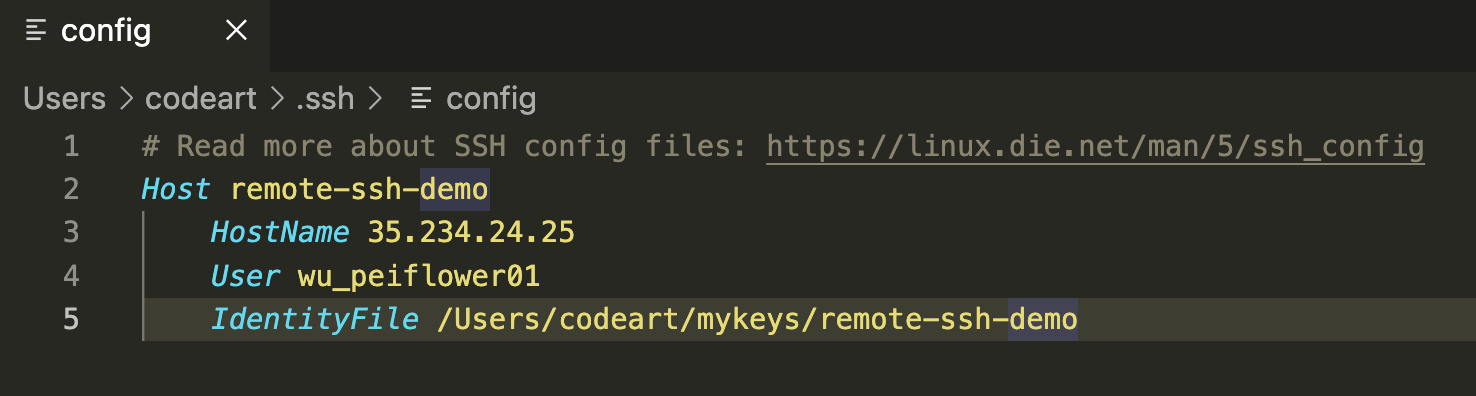 config
Users > codeart > .ssh > config
1 # Read more about SSH config files: https://linux.die.net/man/5/ssh_config
2 Host remote-ssh-demo
3 HostName 35.234.24.25
4 User wu_peiflower01
5 IdentityFile /Users/codeart/mykeys/remote-ssh-demo